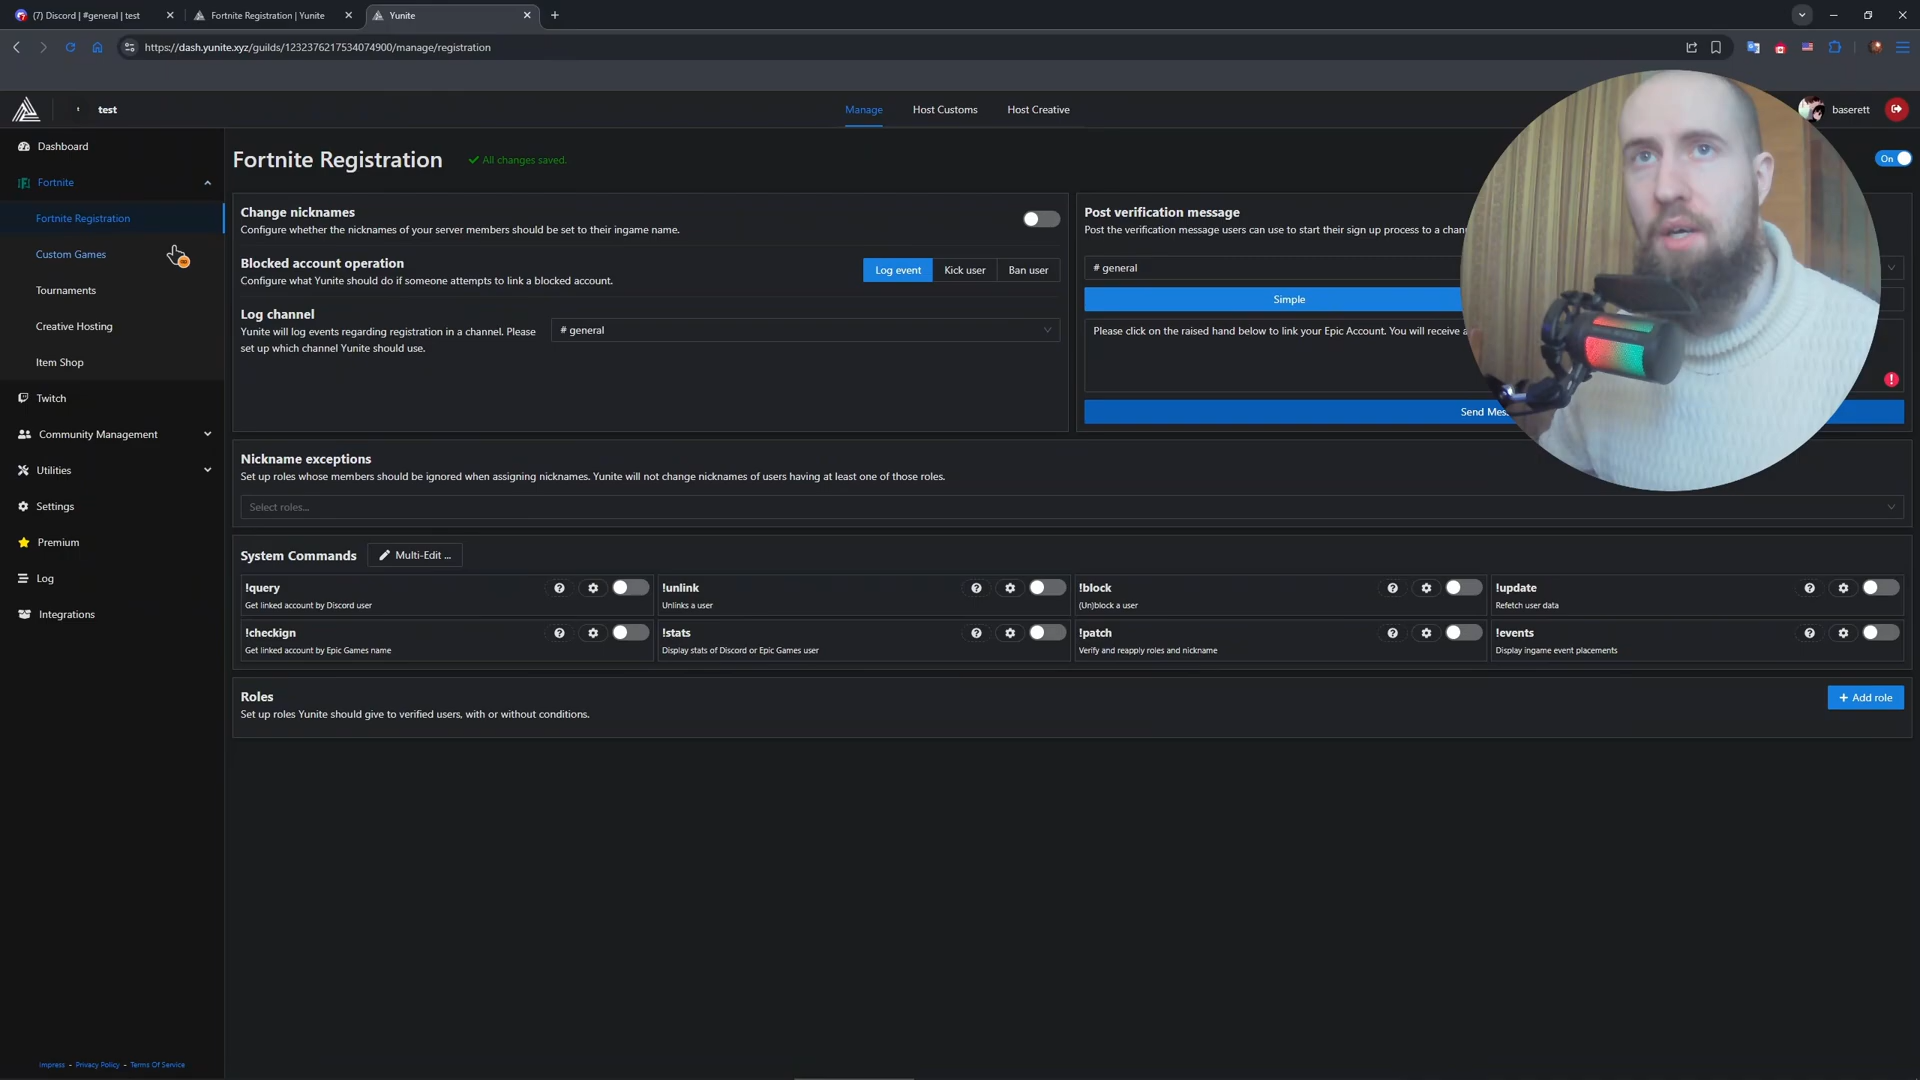 (7) Discord | #general | test
Fortnite Registration | Yunite
Yunite
https://dash.yunite.xyz/guilds/1232376217534074900/manage/registration
test
Manage
Host Customs
Host Creative
baserett
Dashboard
Fortnite
Fortnite Registration
Custom Games
Tournaments
Creative Hosting
Item Shop
Twitch
Community Management
Utilities
Settings
Premium
Log
Integrations
Impress - Privacy Policy - Terms Of Service
Fortnite Registration
All changes saved.
On
Change nicknames
Configure whether the nicknames of your server members should be set to their ingame name.
Blocked account operation
Configure what Yunite should do if someone attempts to link a blocked account.
Log event
Kick user
Ban user
Log channel
Yunite will log events regarding registration in a channel. Please
set up which channel Yunite should use.
# general
Post verification message
Post the verification message users can use to start their sign up process to a
# general
Simple
Please click on the raised hand below to link your Epic Account. You will receive
Send
Nickname exceptions
Set up roles whose members should be ignored when assigning nicknames. Yunite will not change nicknames of users having at least one of those roles.
Select roles...
System Commands
Multi-Edit ...
!query
Get linked account by Discord user
!unlink
Unlinks a user
!block
(Un)block a user
!update
Refetch user data
!checkign
Get linked account by Epic Games name
!stats
Display stats of Discord or Epic Games user
!patch
Verify and reapply roles and nickname
!events
Display ingame event placements
Roles
Set up roles Yunite should give to verified users, with or without conditions.
+ Add role